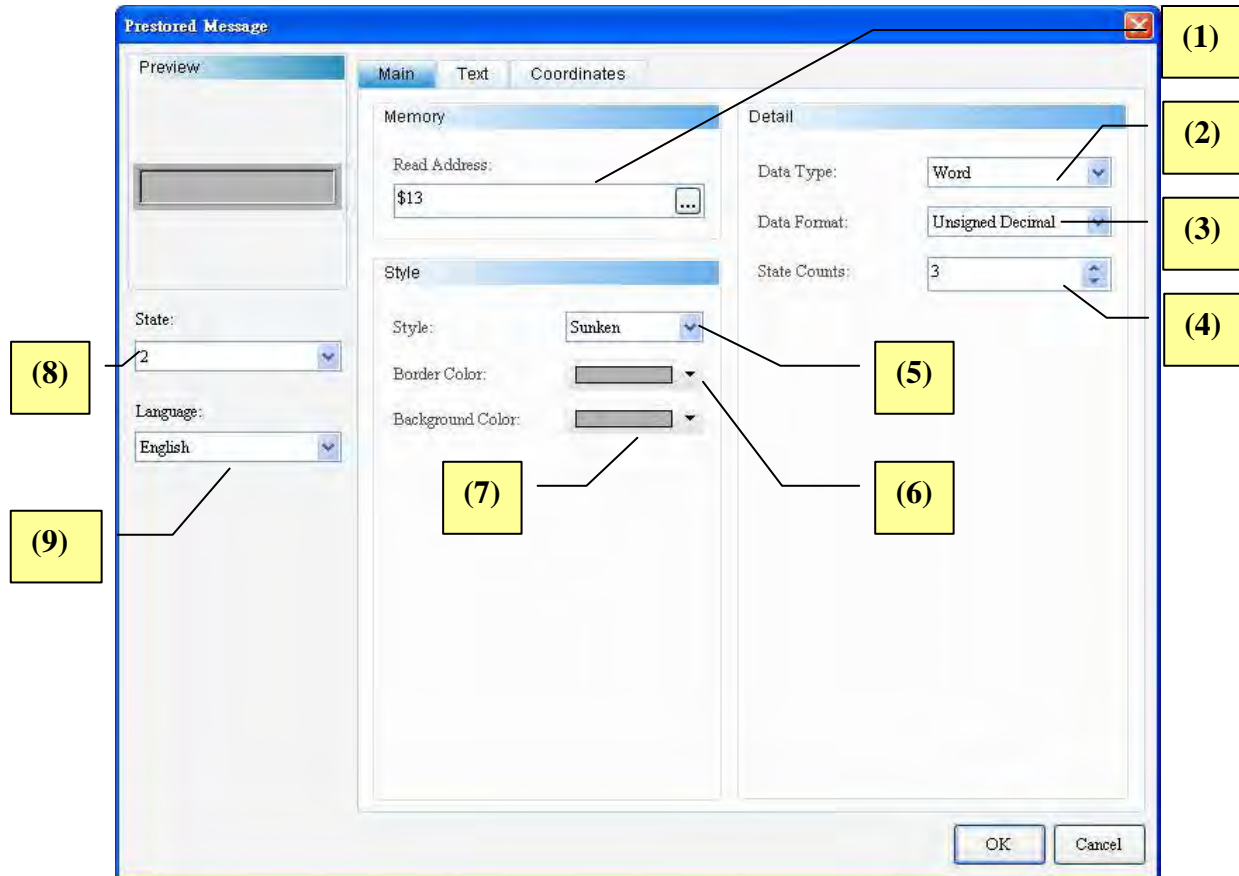 Prestored Message
(1)
Preview
Main Text Coordinates
Memory
Detail
Read Address:
$13
...
Data Type:
Word
(2)
Data Format:
Unsigned Decimal
(3)
State Counts:
3
(4)
Style
Style:
Sunken
(5)
Border Color:
(6)
Background Color:
(7)
State:
2
(8)
Language:
English
(9)
OK Cancel